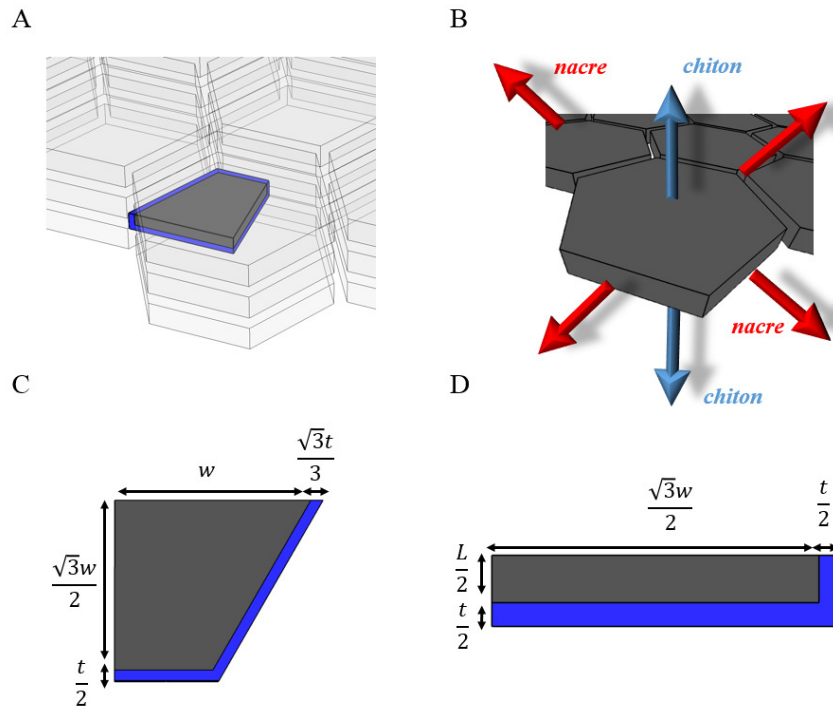 A
B
nacre
chiton
nacre
chiton
C
D
w
√3t/3
√3w/2
t/2
√3w/2
t/2
L/2
t/2